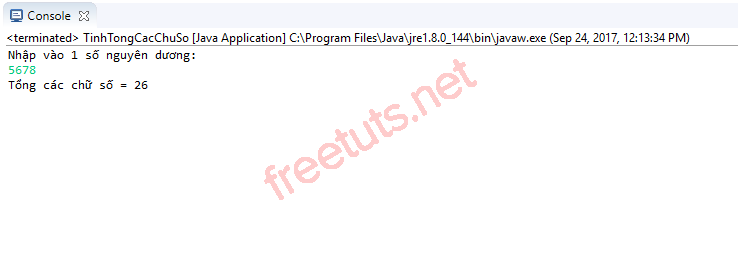 Console
<terminated> TinhTongCacChuSo [Java Application] C:\Program Files\Java\jre1.8.0_144\bin\javaw.exe (Sep 24, 2017, 12:13:34 PM)
Nhập vào 1 số nguyên dương:
5678
Tổng các chữ số = 26
freetuts.net